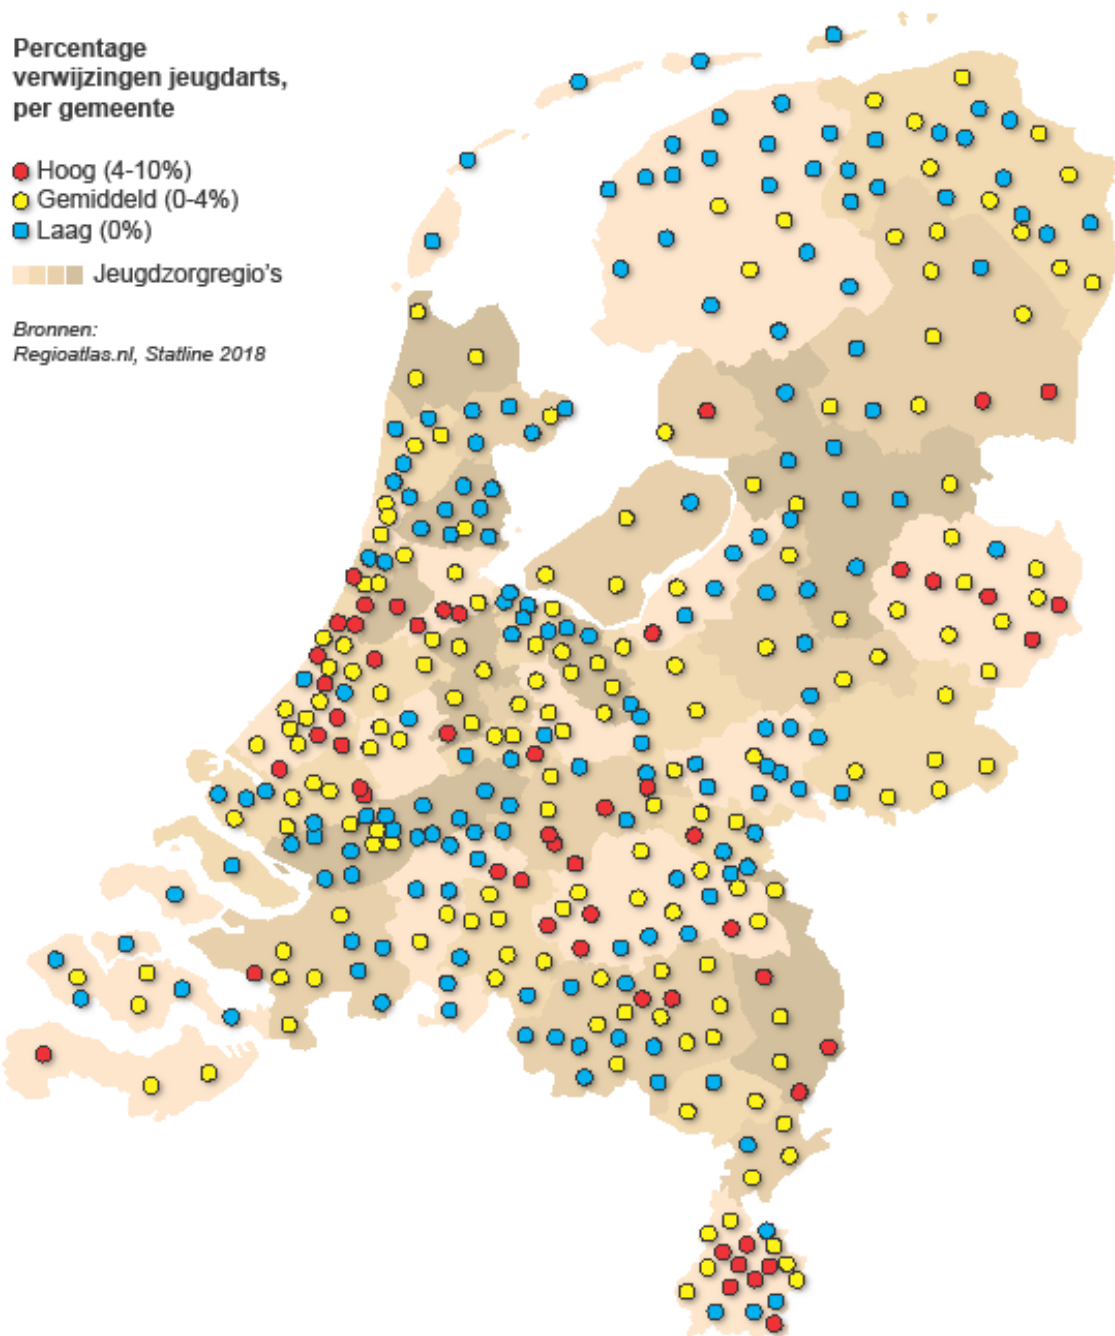 Percentage
verwijzingen jeugdarts,
per gemeente
Hoog (4-10%)
Gemiddeld (0-4%)
Laag (0%)
Jeugdzorgregio's
Bronnen:
Regioatlas.nl, Statline 2018